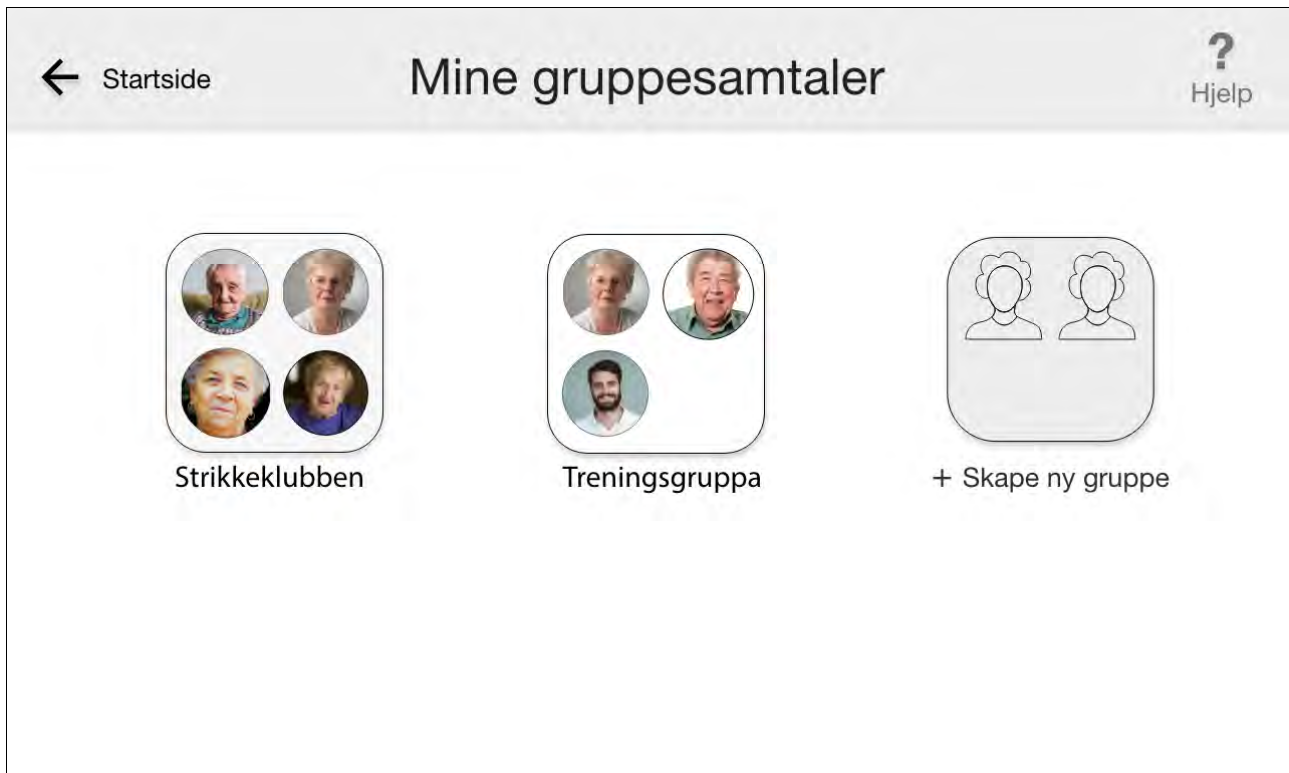 ← Startside
Mine gruppesamtaler
?
Hjelp
Strikkeklubben
Treningsgruppa
+ Skape ny gruppe